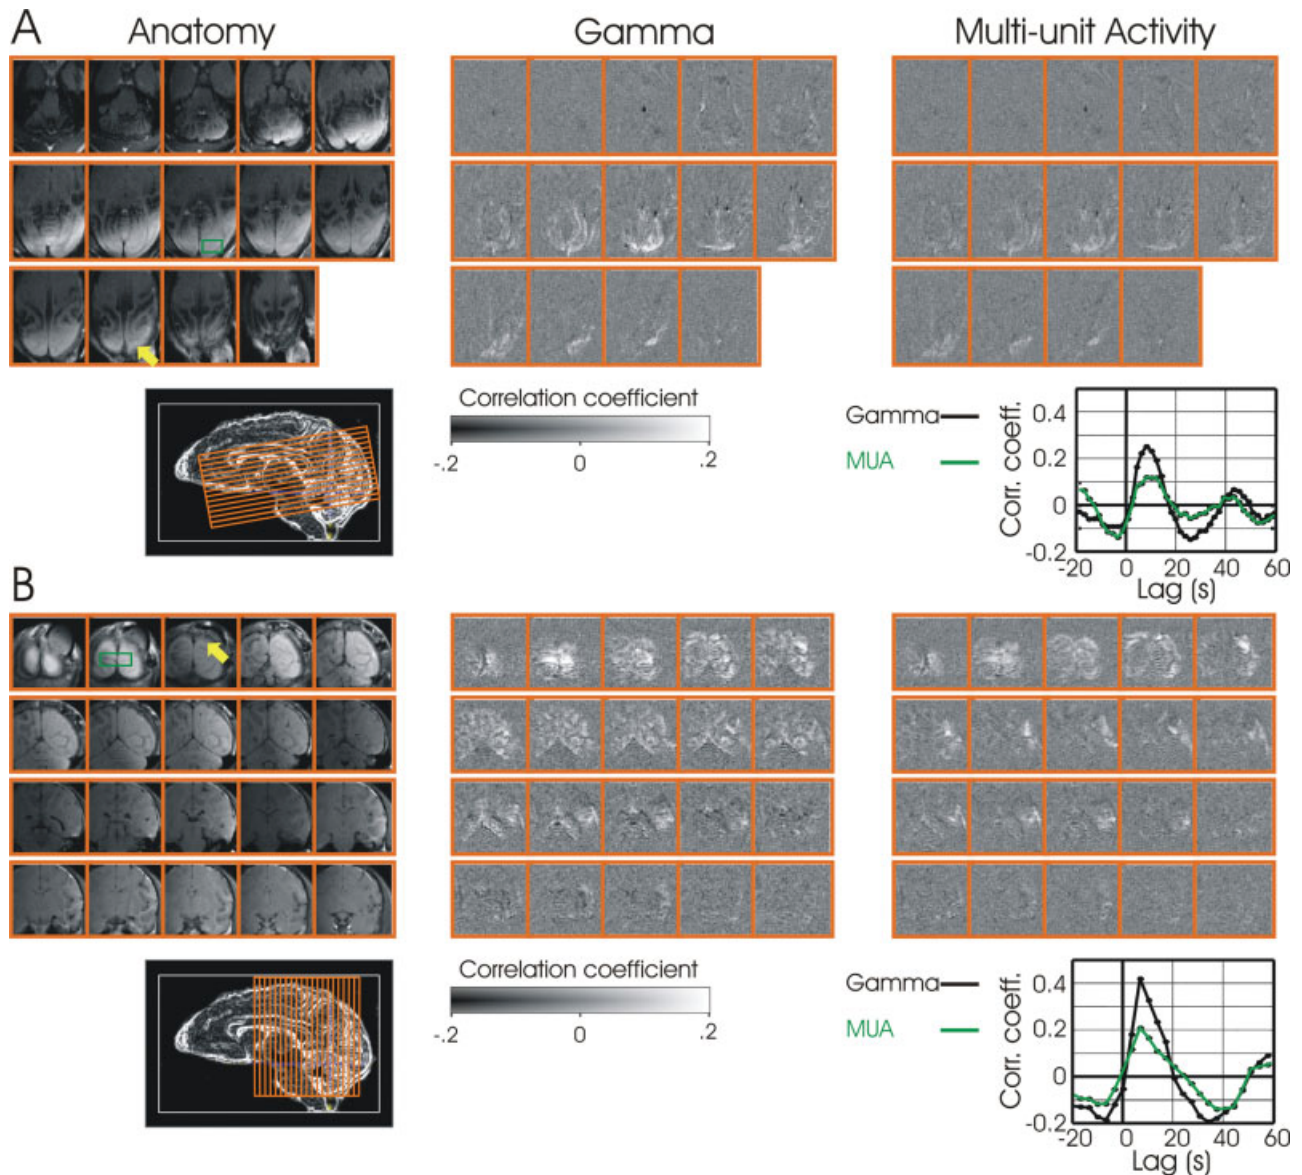 A
Anatomy
Gamma
Multi-unit Activity
Correlation coefficient
-.2
0
.2
Gamma
MUA
Corr. coeff.
0.4
0.2
0
-0.2
-20
0
20
40
60
Lag (s)
B
Correlation coefficient
-.2
0
.2
Gamma
MUA
Corr. coeff.
0.4
0.2
0
-0.2
-20
0
20
40
60
Lag (s)